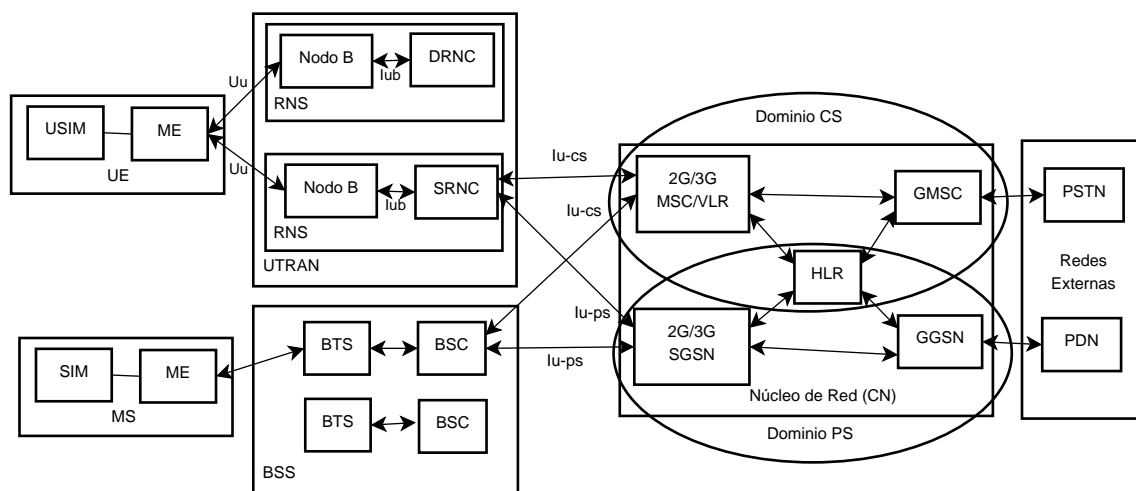 Nodo B
DRNC
Iub
RNS
Uu
USIM
ME
UE
Uu
Nodo B
SRNC
Iub
RNS
UTRAN
Iu-cs
Iu-cs
Iu-ps
Iu-ps
Dominio CS
2G/3G
MSC/VLR
GMSC
HLR
2G/3G
SGSN
GGSN
Núcleo de Red (CN)
Dominio PS
PSTN
Redes
Externas
PDN
SIM
ME
MS
BTS
BSC
BTS
BSC
BSS